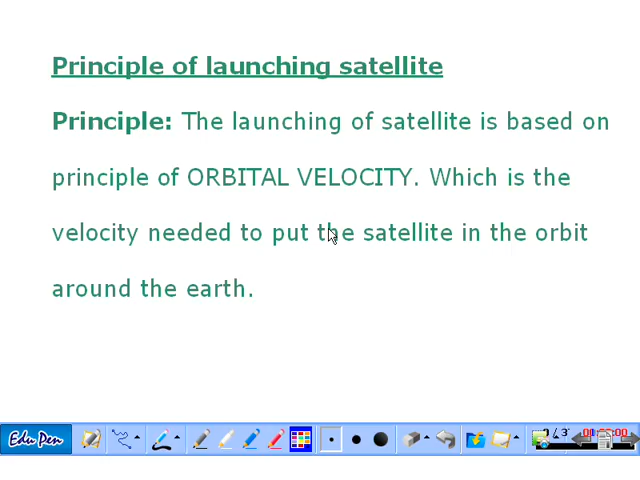 Principle of launching satellite
Principle: The launching of satellite is based on
principle of ORBITAL VELOCITY. Which is the
velocity needed to put the satellite in the orbit
around the earth.
Edu Pen